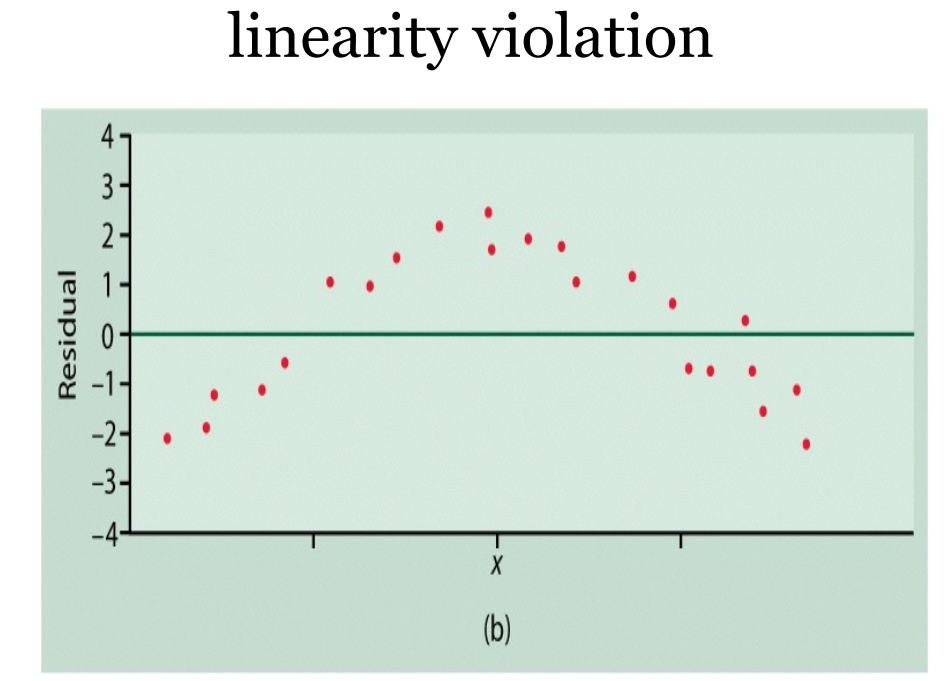 linearity violation
4
3
2
1
0
−1
−2
−3
−4
Residual
x
(b)